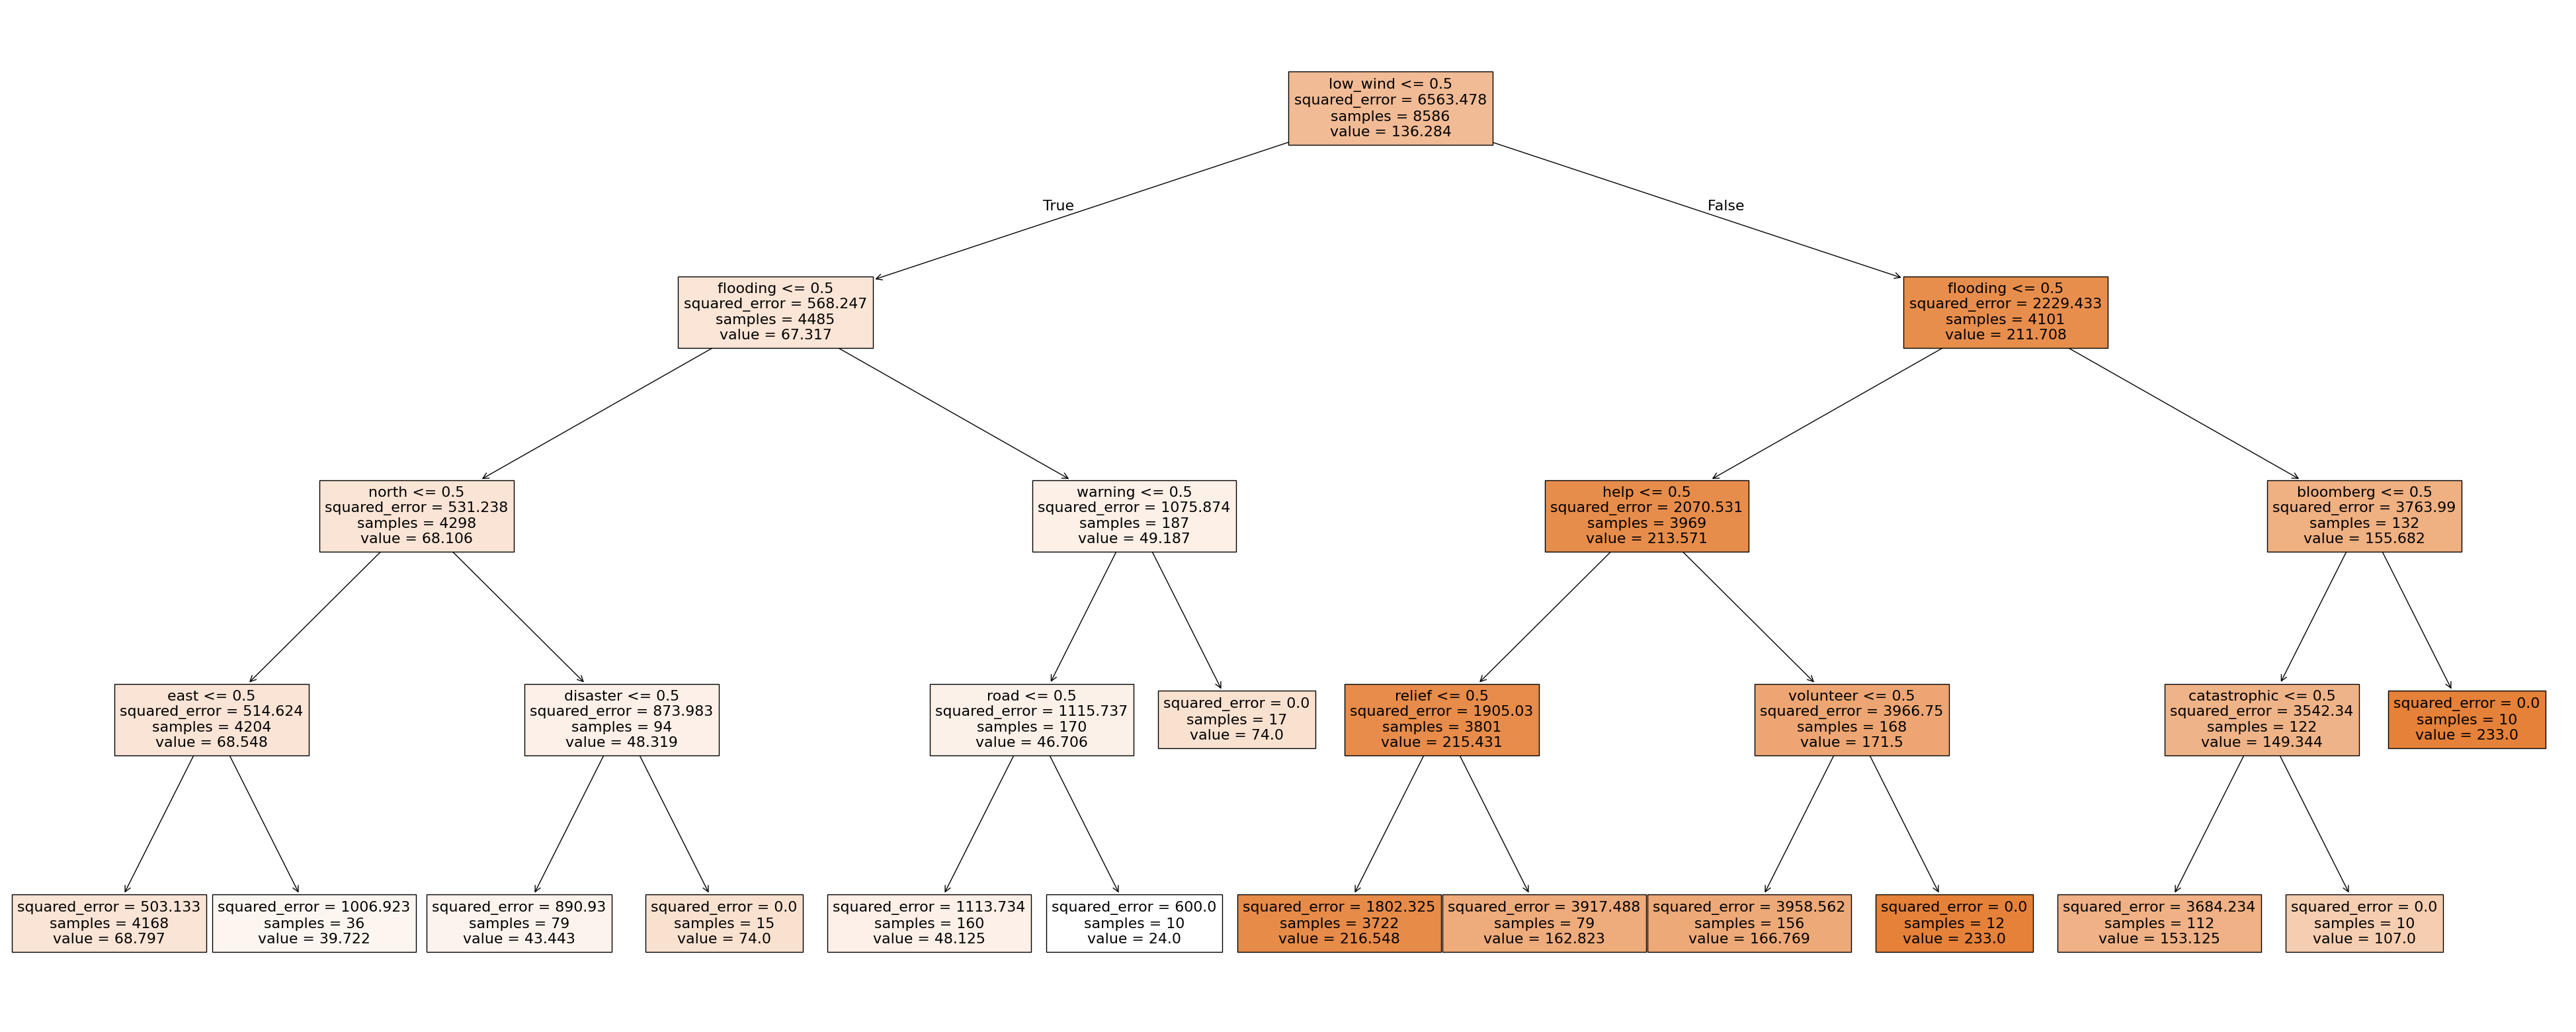 low_wind <= 0.5
squared_error = 6563.478
samples = 8586
value = 136.284
True
False
flooding <= 0.5
squared_error = 568.247
samples = 4485
value = 67.317
flooding <= 0.5
squared_error = 2229.433
samples = 4101
value = 211.708
north <= 0.5
squared_error = 531.238
samples = 4298
value = 68.106
warning <= 0.5
squared_error = 1075.874
samples = 187
value = 49.187
help <= 0.5
squared_error = 2070.531
samples = 3969
value = 213.571
bloomberg <= 0.5
squared_error = 3763.99
samples = 132
value = 155.682
east <= 0.5
squared_error = 514.624
samples = 4204
value = 68.548
disaster <= 0.5
squared_error = 873.983
samples = 94
value = 48.319
road <= 0.5
squared_error = 1115.737
samples = 170
value = 46.706
squared_error = 0.0
samples = 17
value = 74.0
relief <= 0.5
squared_error = 1905.03
samples = 3801
value = 215.431
volunteer <= 0.5
squared_error = 3966.75
samples = 168
value = 171.5
catastrophic <= 0.5
squared_error = 3542.34
samples = 122
value = 149.344
squared_error = 0.0
samples = 10
value = 233.0
squared_error = 503.133
samples = 4168
value = 68.797
squared_error = 1006.923
samples = 36
value = 39.722
squared_error = 890.93
samples = 79
value = 43.443
squared_error = 0.0
samples = 15
value = 74.0
squared_error = 1113.734
samples = 160
value = 48.125
squared_error = 600.0
samples = 10
value = 24.0
squared_error = 1802.325
samples = 3722
value = 216.548
squared_error = 3917.488
samples = 79
value = 162.823
squared_error = 3958.562
samples = 156
value = 166.769
squared_error = 0.0
samples = 12
value = 233.0
squared_error = 3684.234
samples = 112
value = 153.125
squared_error = 0.0
samples = 10
value = 107.0